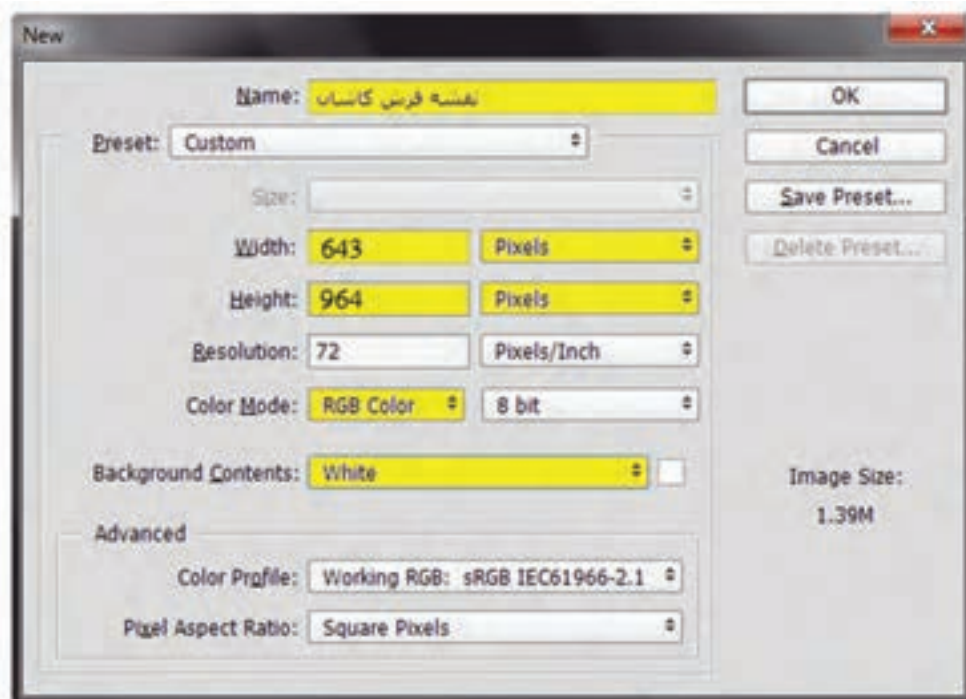 New
Name: نقشه فرش کاشان
OK
Preset: Custom
Cancel
Size:
Save Preset...
Width: 643 Pixels
Delete Preset...
Height: 964 Pixels
Resolution: 72 Pixels/Inch
Color Mode: RGB Color 8 bit
Background Contents: White
Image Size:
1.39M
Advanced
Color Profile: Working RGB: sRGB IEC61966-2.1
Pixel Aspect Ratio: Square Pixels